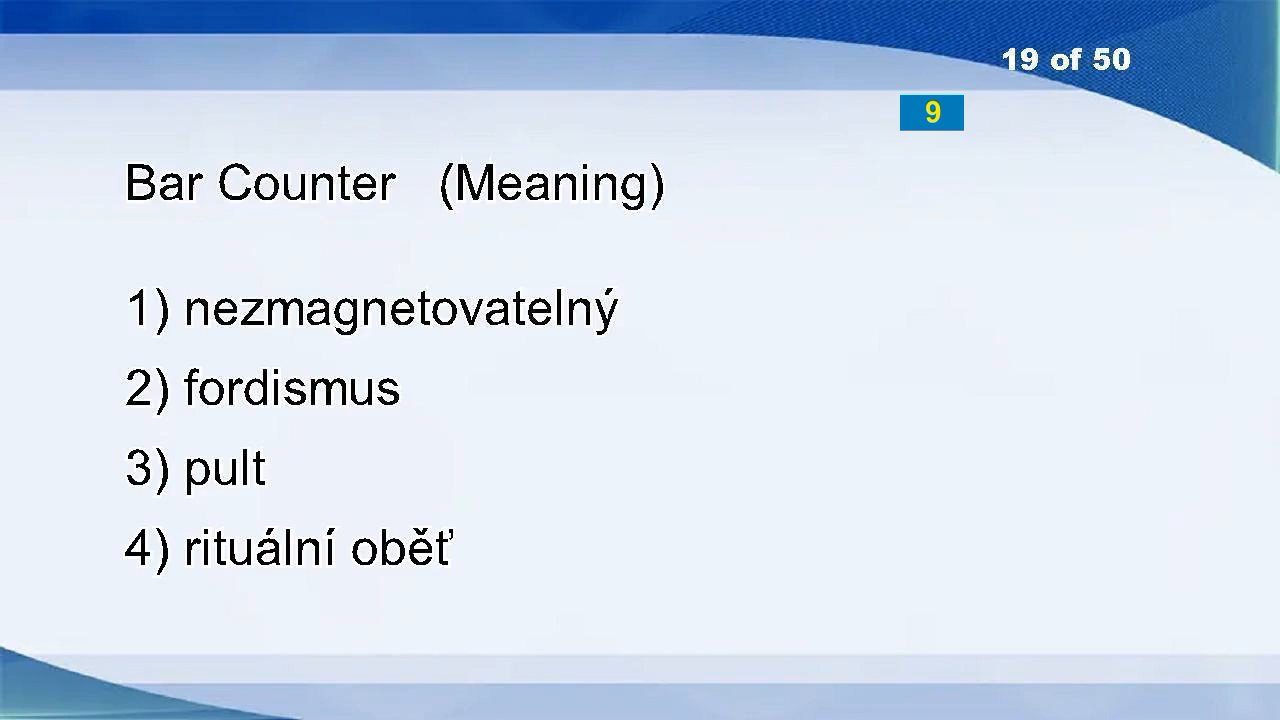 19 of 50
9
Bar Counter (Meaning)
1) nezmagnetovatelný
2) fordismus
3) pult
4) rituální oběť